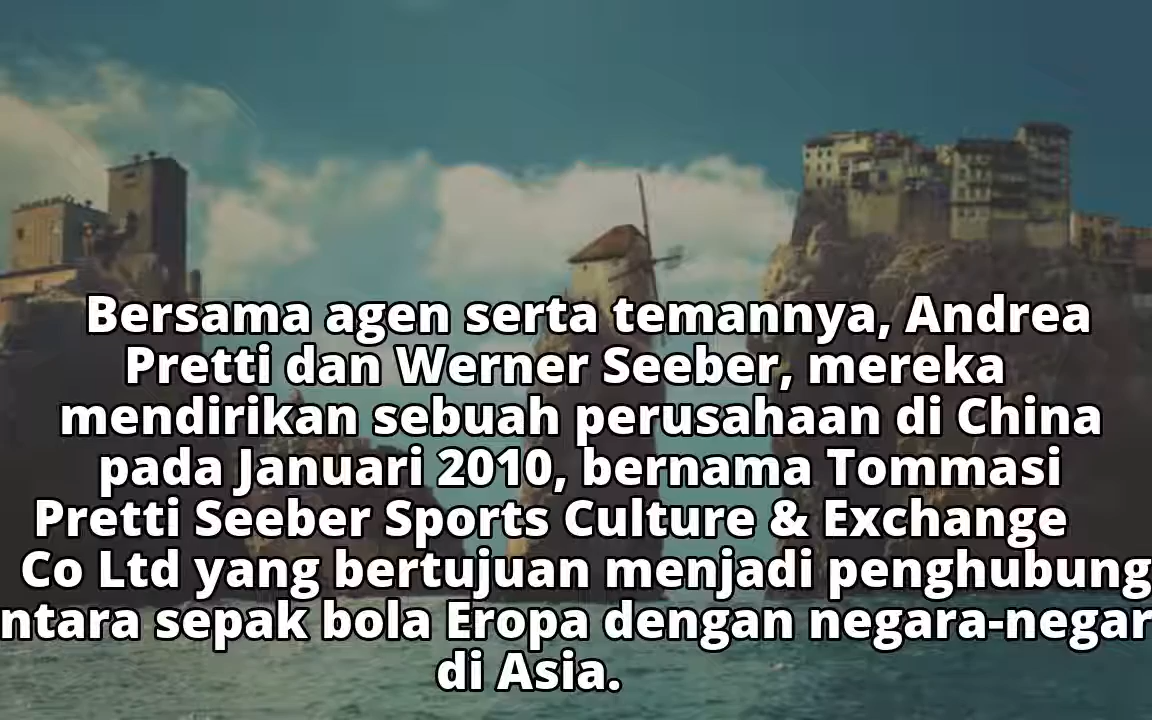 Bersama agen serta temannya, Andrea
Pretti dan Werner Seeber, mereka
mendirikan sebuah perusahaan di China
pada Januari 2010, bernama Tommasi
Pretti Seeber Sports Culture & Exchange
Co Ltd yang bertujuan menjadi penghubung
ntara sepak bola Eropa dengan negara-negar
di Asia.